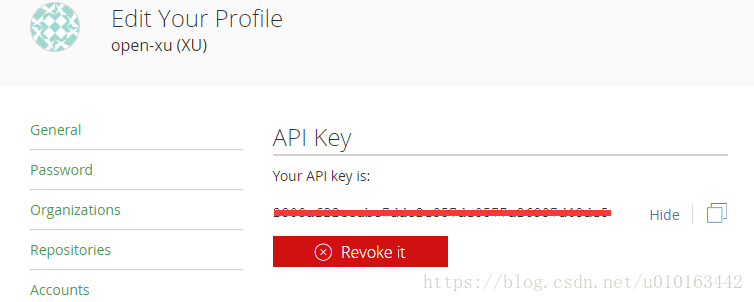 Edit Your Profile
open-xu (XU)
General
Password
Organizations
Repositories
Accounts
API Key
Your API key is:
Hide
Revoke it
https://blog.csdn.net/u010163442